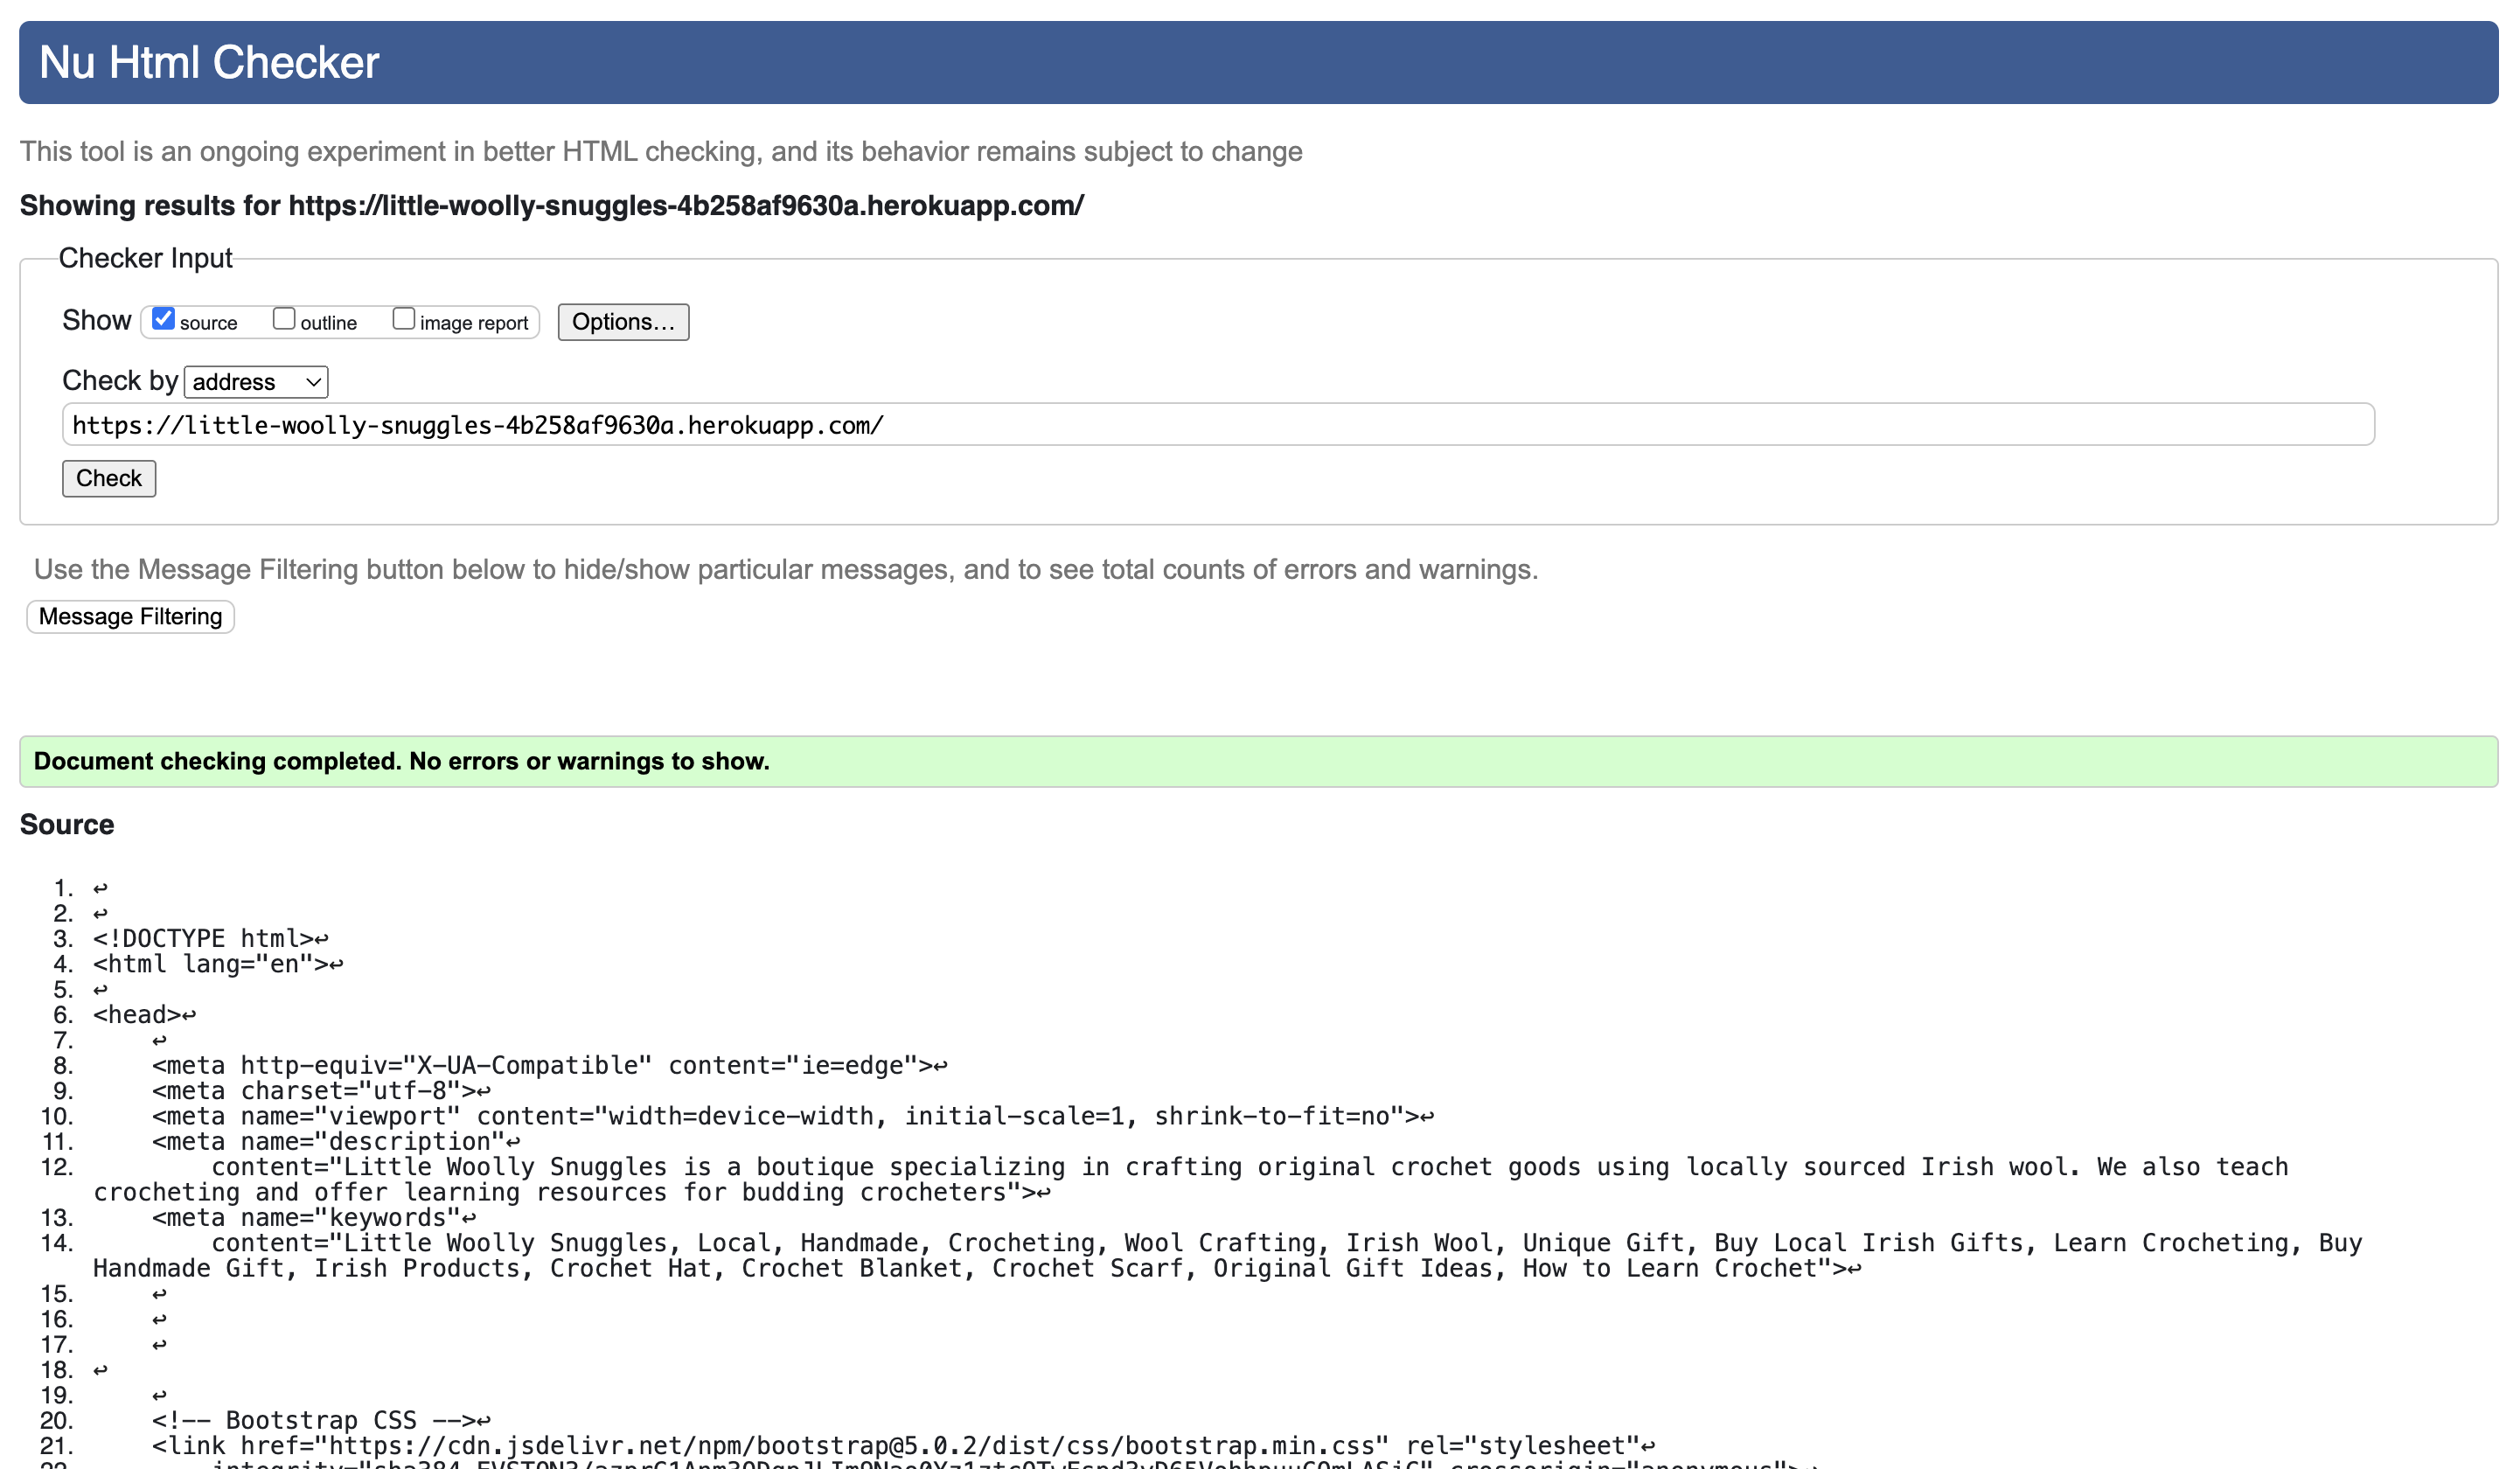 Nu Html Checker
This tool is an ongoing experiment in better HTML checking, and its behavior remains subject to change
Showing results for https://little-woolly-snuggles-4b258af9630a.herokuapp.com/
Checker Input
Show source outline image report Options…
Check by address
https://little-woolly-snuggles-4b258af9630a.herokuapp.com/
Check
Use the Message Filtering button below to hide/show particular messages, and to see total counts of errors and warnings.
Message Filtering
Document checking completed. No errors or warnings to show.
Source
1. ↩
2. ↩
3. <!DOCTYPE html>↩
4. <html lang="en">↩
5. ↩
6. <head>↩
7. ↩
8. <meta http-equiv="X-UA-Compatible" content="ie=edge">↩
9. <meta charset="utf-8">↩
10. <meta name="viewport" content="width=device-width, initial-scale=1, shrink-to-fit=no">↩
11. <meta name="description"↩
12. content="Little Woolly Snuggles is a boutique specializing in crafting original crochet goods using locally sourced Irish wool. We also teach
crocheting and offer learning resources for budding crocheters">↩
13. <meta name="keywords"↩
14. content="Little Woolly Snuggles, Local, Handmade, Crocheting, Wool Crafting, Irish Wool, Unique Gift, Buy Local Irish Gifts, Learn Crocheting, Buy
Handmade Gift, Irish Products, Crochet Hat, Crochet Blanket, Crochet Scarf, Original Gift Ideas, How to Learn Crochet">↩
15. ↩
16. ↩
17. ↩
18. ↩
19. ↩
20. <!-- Bootstrap CSS -->↩
21. <link href="https://cdn.jsdelivr.net/npm/bootstrap@5.0.2/dist/css/bootstrap.min.css" rel="stylesheet"↩